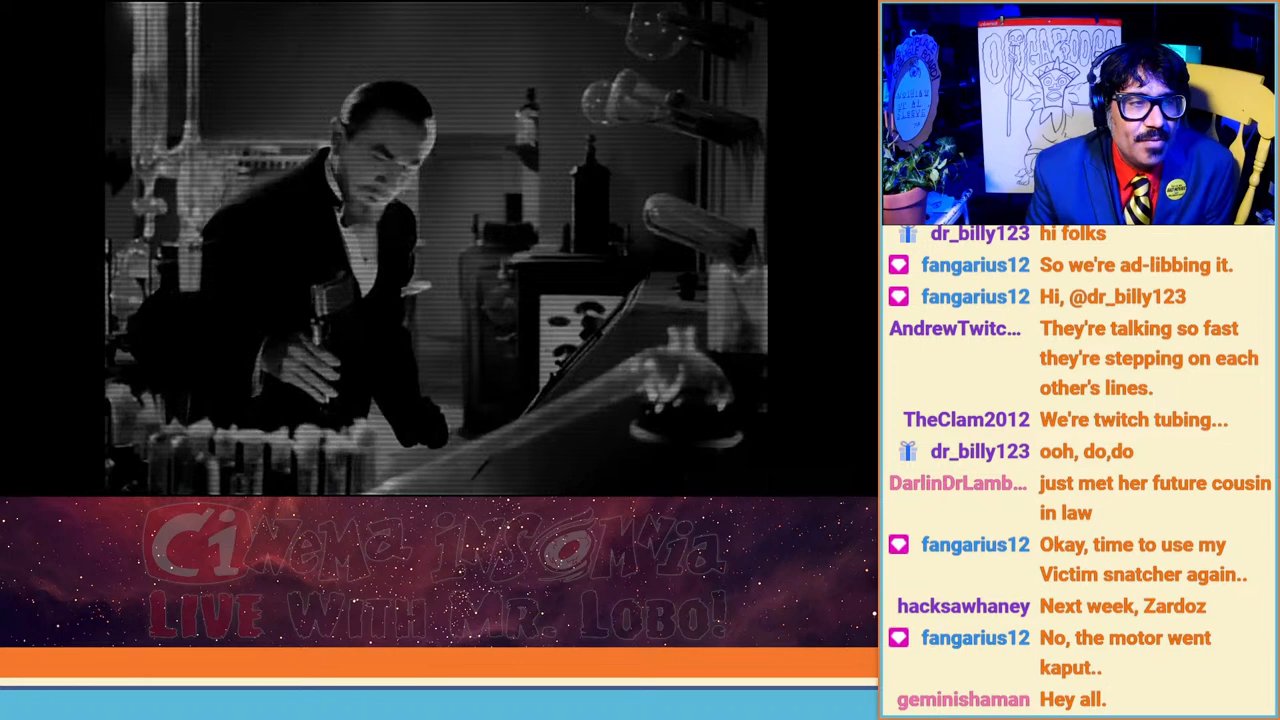 OOGABOOGA
dr_billy123 hi folks
fangarius12 So we're ad-libbing it.
fangarius12 Hi, @dr_billy123
AndrewTwitc... They're talking so fast
they're stepping on each
other's lines.
TheClam2012 We're twitch tubing...
dr_billy123 ooh, do,do
DarlinDrLamb... just met her future cousin
in law
fangarius12 Okay, time to use my
Victim snatcher again..
hacksawhaney Next week, Zardoz
fangarius12 No, the motor went
kaput..
geminishaman Hey all.
CiNeMa iNSOMNia
LIVE WITH MR. LOBO!